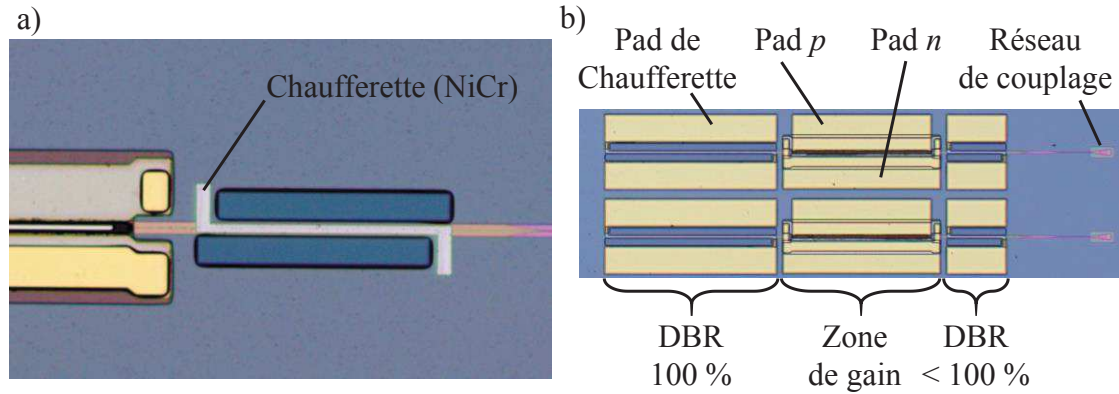 a)
Chaufferette (NiCr)
b)
Pad de
Chaufferette
Pad p
Pad n
Réseau
de couplage
DBR
100 %
Zone
de gain
DBR
< 100 %